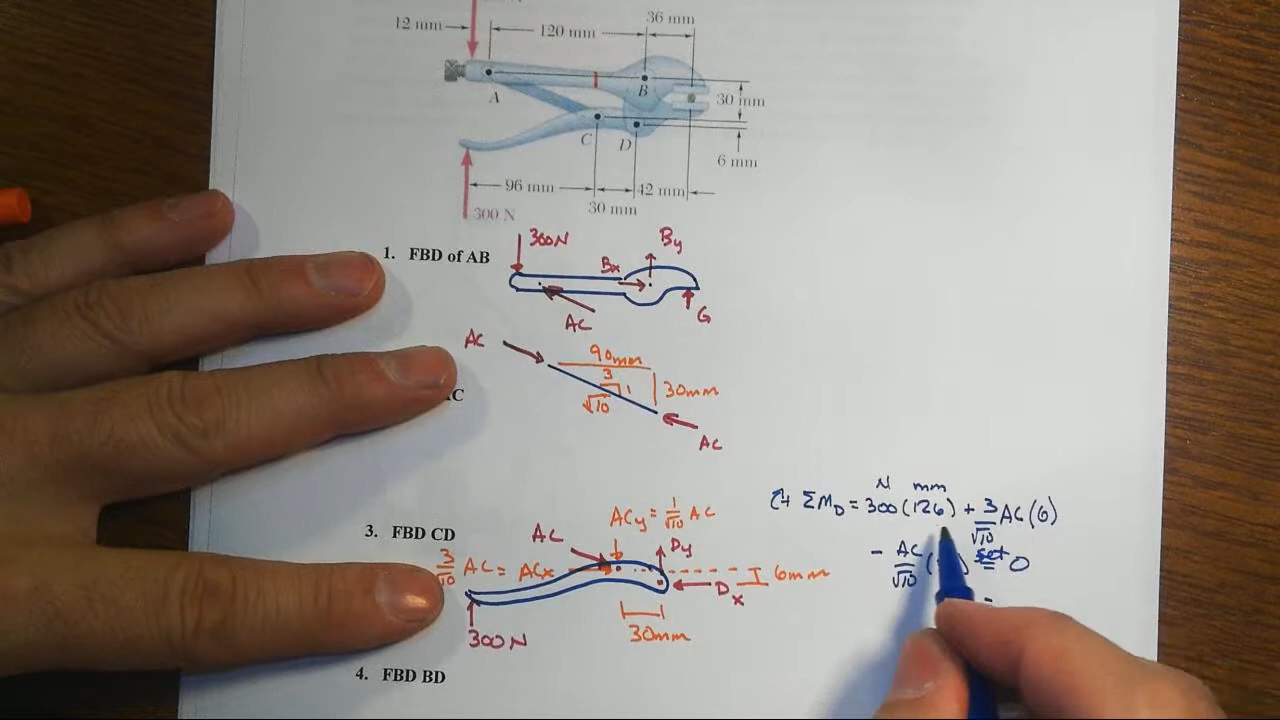 36 mm
12 mm
120 mm
A
B
30 mm
C
D
6 mm
96 mm
42 mm
30 mm
300 N
1. FBD of AB
300N
By
Bx
AC
G
AC
90mm
3
1
√10
30mm
AC
C
3. FBD CD
ACy = 1/√10 AC
AC
Dy
3/√10 AC = ACx
6mm
Dx
30mm
300N
N mm
+ ΣM_D = 300(126) + 3/√10 AC(6)
- AC/√10 ( ) set = 0
=
4. FBD BD